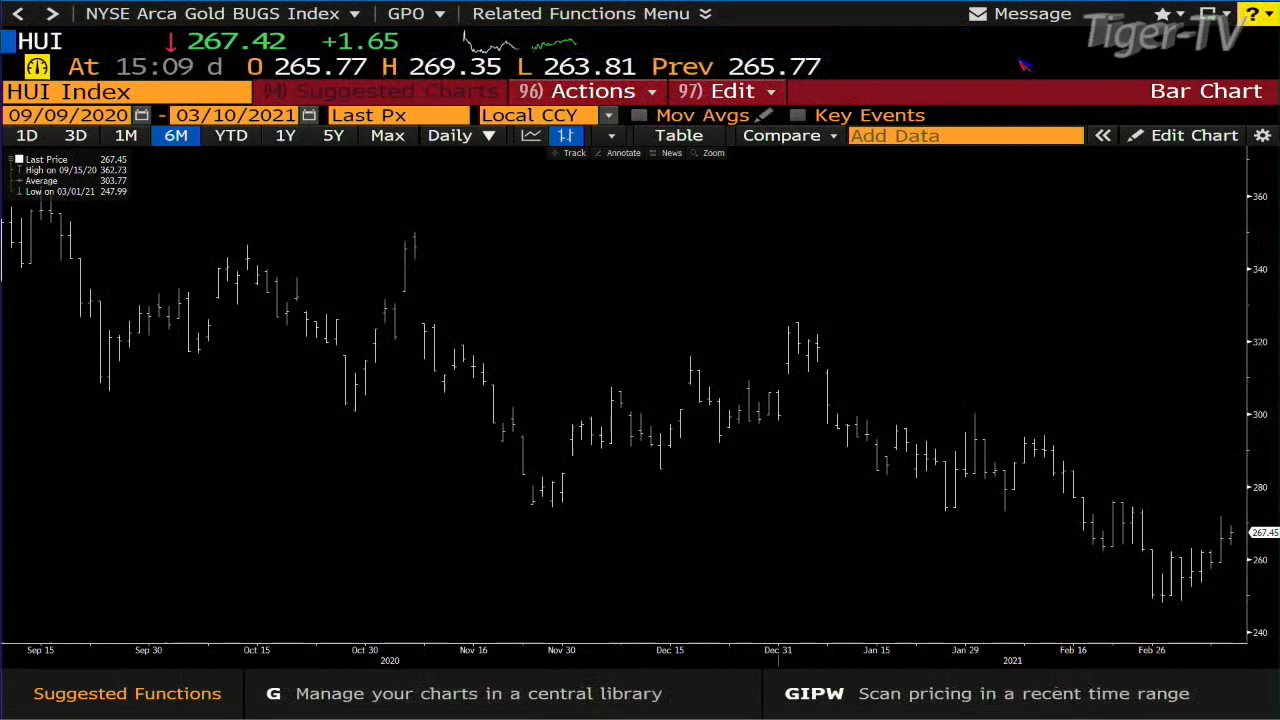 NYSE Arca Gold BUGS Index GPO Related Functions Menu Message ?
Tiger-TV
HUI 267.42 +1.65
At 15:09 d O 265.77 H 269.35 L 263.81 Prev 265.77
HUI Index 94) Suggested Charts 96) Actions 97) Edit Bar Chart
09/09/2020 - 03/10/2021 Last Px Local CCY Mov Avgs Key Events
1D 3D 1M 6M YTD 1Y 5Y Max Daily Table Compare Add Data Edit Chart
Track Annotate News Zoom
Last Price 267.45
High on 09/15/20 362.73
Average 303.77
Low on 03/01/21 247.99
360
340
320
300
280
267.45
260
240
Sep 15 Sep 30 Oct 15 Oct 30 Nov 16 Nov 30 Dec 15 Dec 31 Jan 15 Jan 29 Feb 16 Feb 26
2020 2021
Suggested Functions G Manage your charts in a central library GIPW Scan pricing in a recent time range